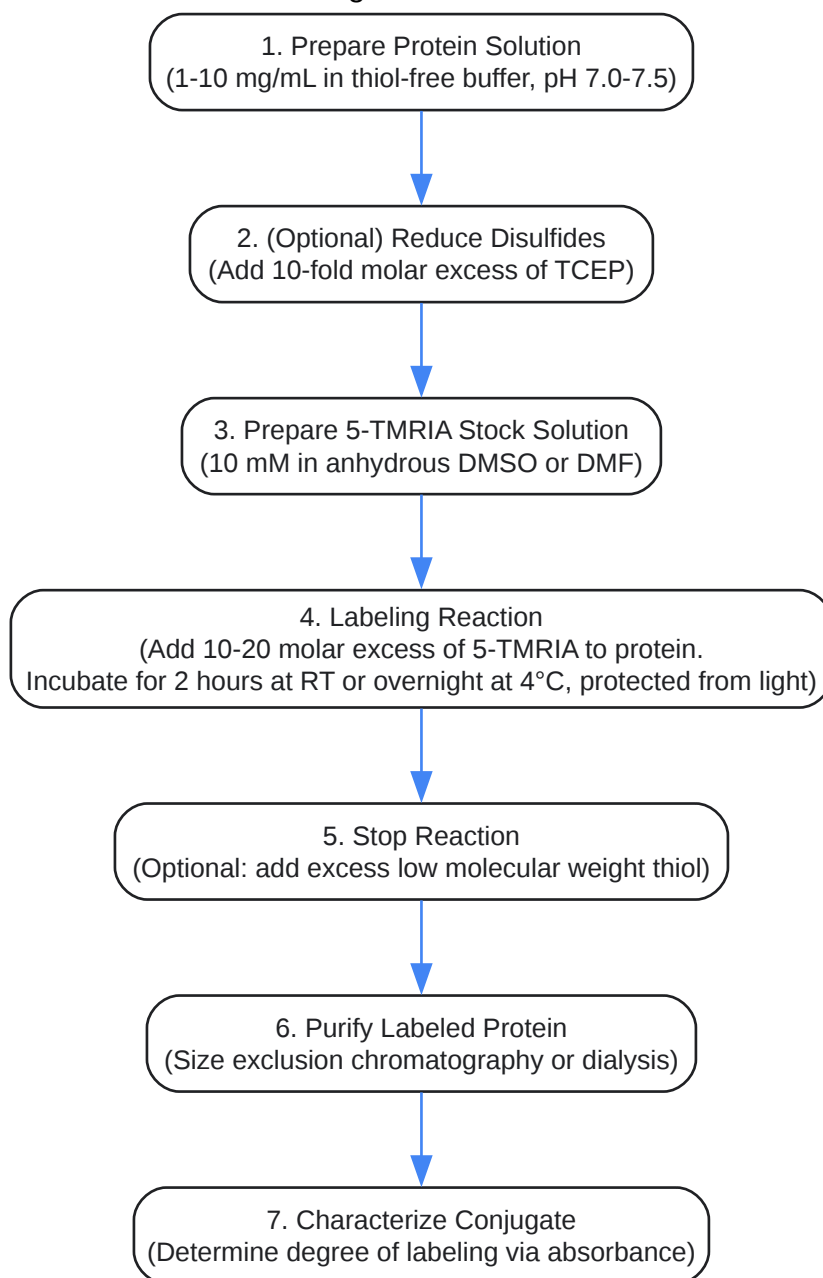 1. Prepare Protein Solution
(1-10 mg/mL in thiol-free buffer, pH 7.0-7.5)
2. (Optional) Reduce Disulfides
(Add 10-fold molar excess of TCEP)
3. Prepare 5-TMRIA Stock Solution
(10 mM in anhydrous DMSO or DMF)
4. Labeling Reaction
(Add 10-20 molar excess of 5-TMRIA to protein.
Incubate for 2 hours at RT or overnight at 4°C, protected from light)
5. Stop Reaction
(Optional: add excess low molecular weight thiol)
6. Purify Labeled Protein
(Size exclusion chromatography or dialysis)
7. Characterize Conjugate
(Determine degree of labeling via absorbance)